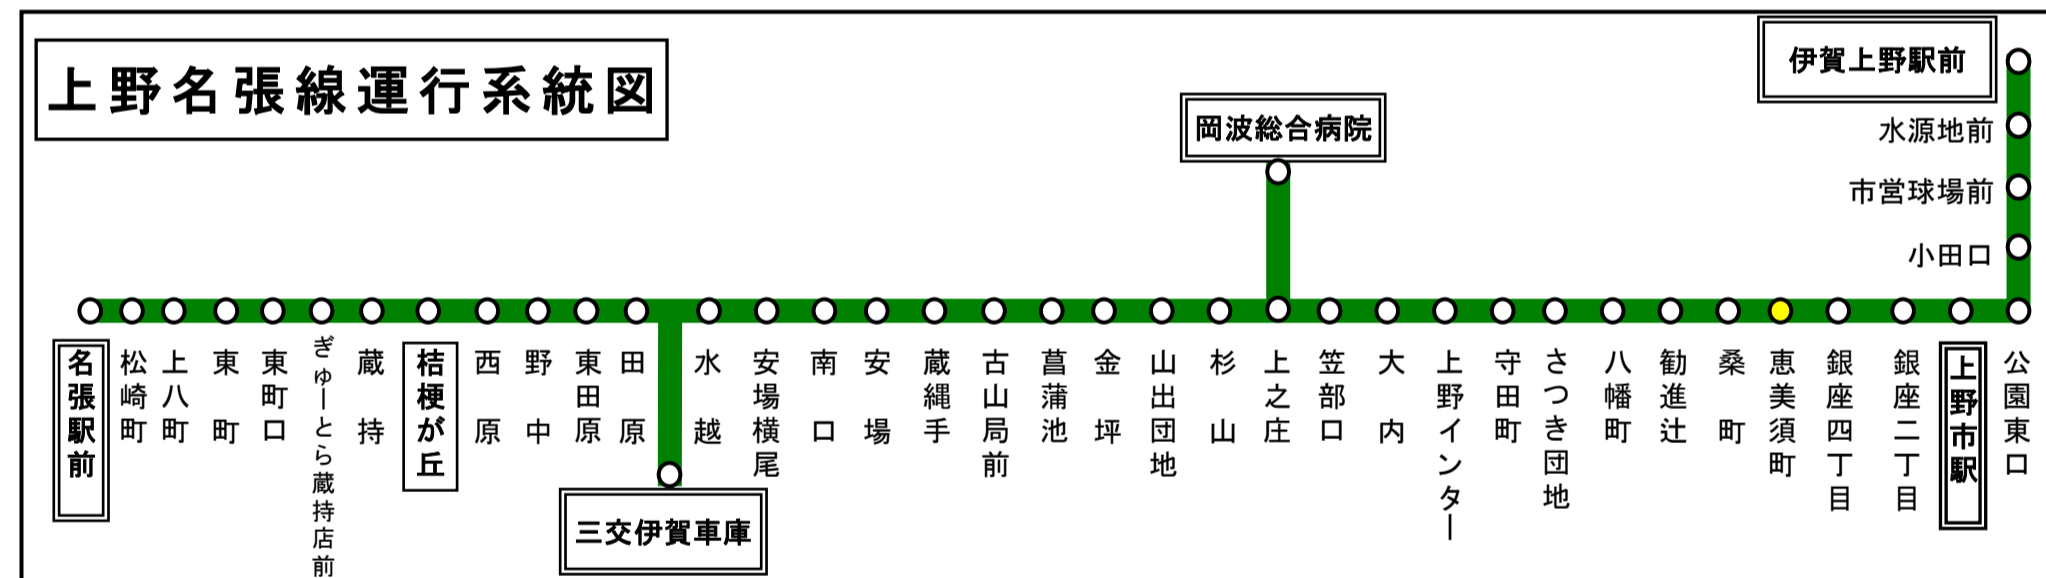 上野名張線運行系統図
伊賀上野駅前
水源地前
市営球場前
小田口
岡波総合病院
名張駅前
松崎町
上八町
東町
東町口
ぎゅーとら蔵持店前
蔵持
桔梗が丘
西原
野中
東田原
田原
三交伊賀車庫
水越
安場横尾
南口
安場
蔵縄手
古山局前
菖蒲池
金坪
山出団地
杉山
上之庄
笠部口
大内
上野インター
守田町
さつき団地
八幡町
勧進辻
桑町
恵美須町
銀座四丁目
銀座二丁目
上野市駅
公園東口